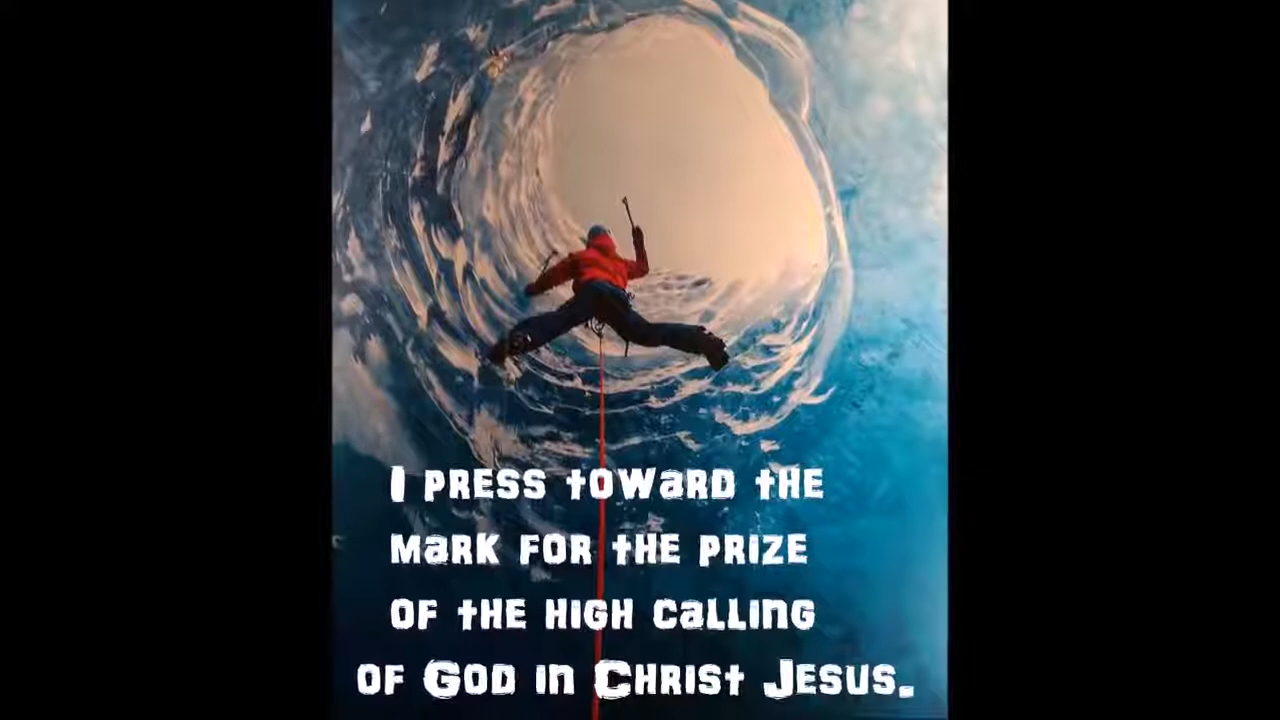 I press toward the
mark for the prize
of the high calling
of God in Christ Jesus.